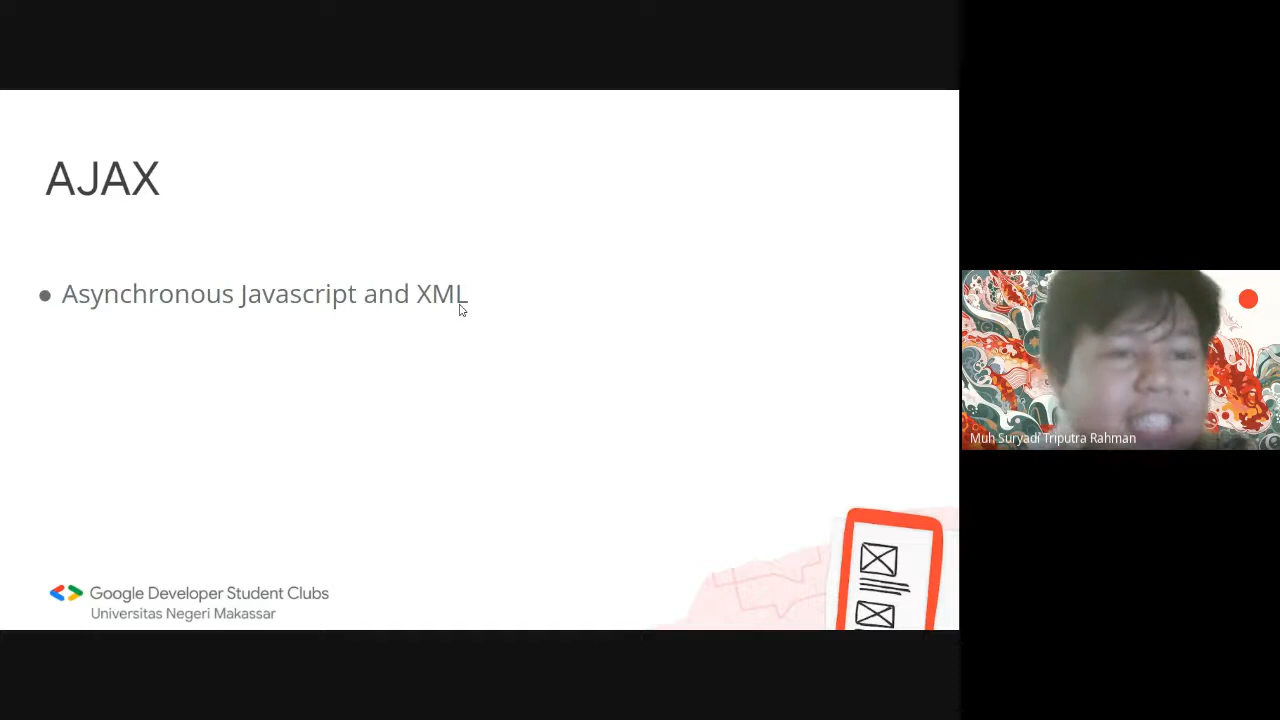 AJAX
Asynchronous Javascript and XML
Google Developer Student Clubs
Universitas Negeri Makassar
Muh Suryadi Triputra Rahman